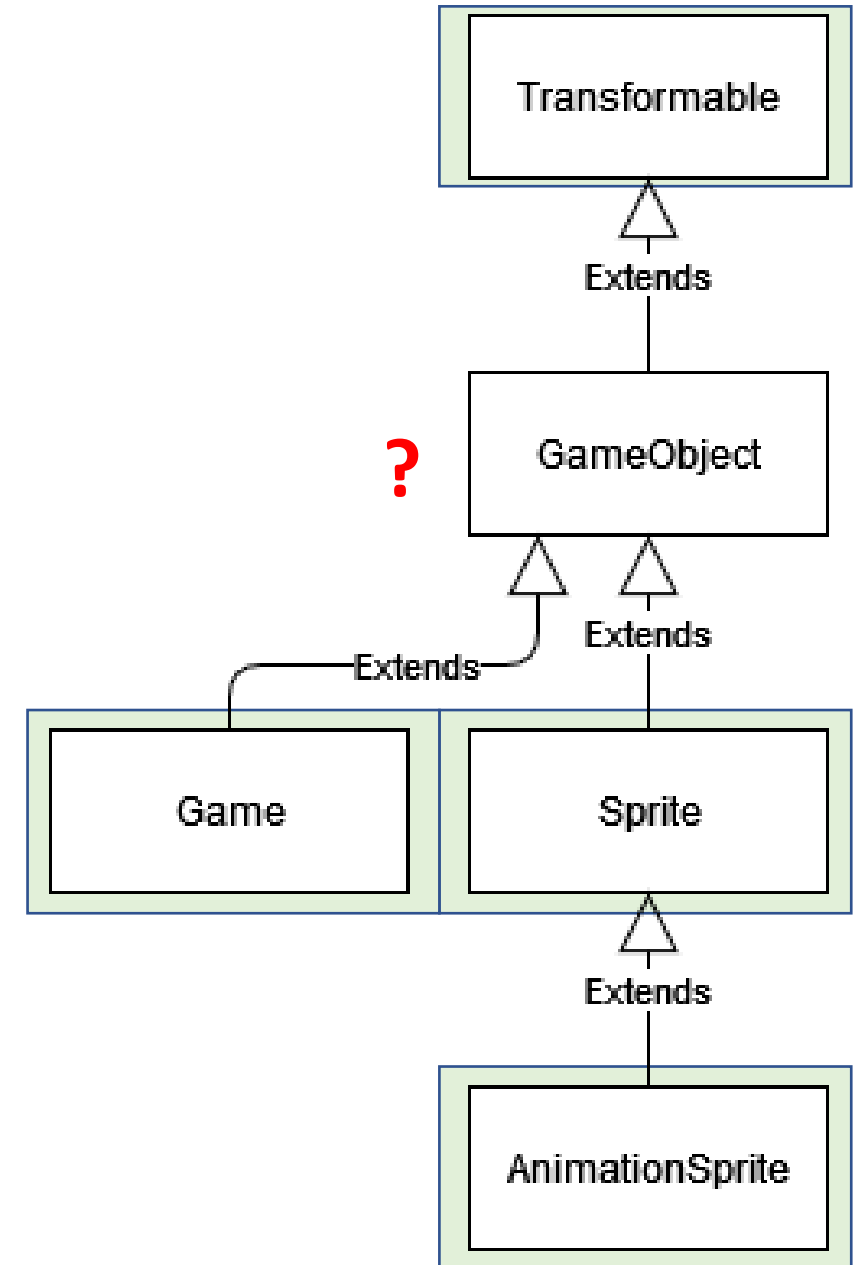 Transformable
Extends
GameObject
?
Extends
Extends
Game
Sprite
Extends
AnimationSprite